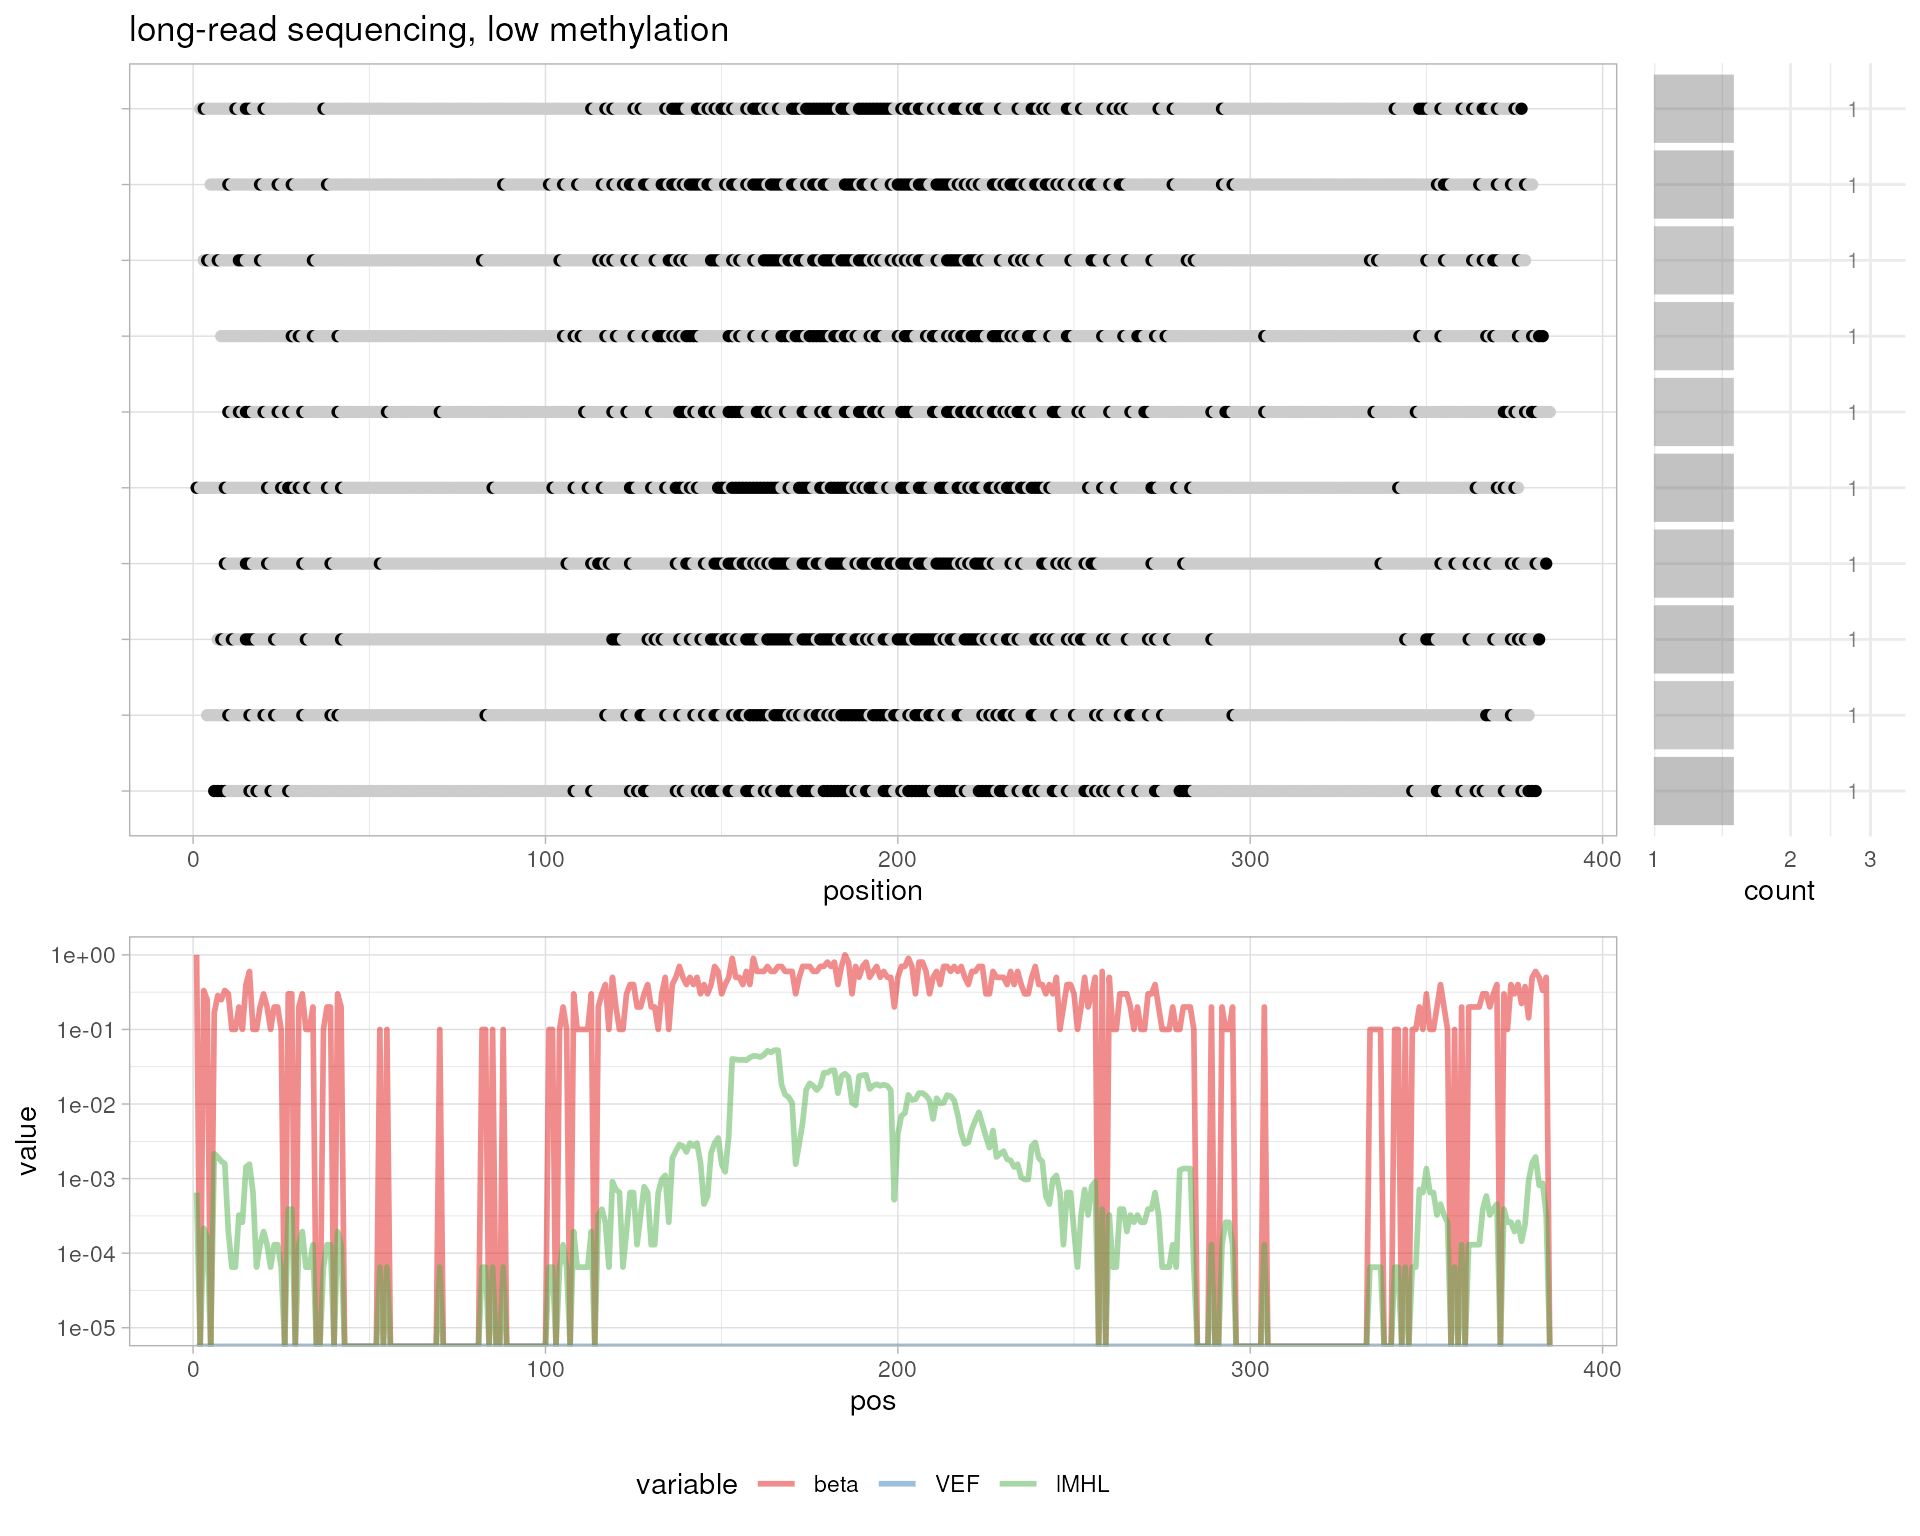 long-read sequencing, low methylation
1
1
1
1
1
1
1
1
1
1
0 100 200 300 400 1 2 3
position count
1e+00
1e-01
1e-02
1e-03
1e-04
1e-05
value
0 100 200 300 400
pos
variable beta VEF lMHL